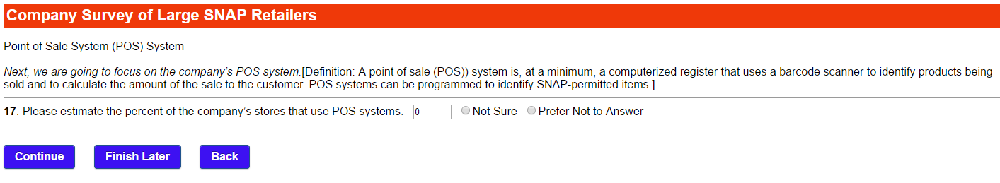 Company Survey of Large SNAP Retailers
Point of Sale System (POS) System
Next, we are going to focus on the company's POS system.[Definition: A point of sale (POS)) system is, at a minimum, a computerized register that uses a barcode scanner to identify products being
sold and to calculate the amount of the sale to the customer. POS systems can be programmed to identify SNAP-permitted items.]
17. Please estimate the percent of the company's stores that use POS systems. 0 Not Sure Prefer Not to Answer
Continue Finish Later Back